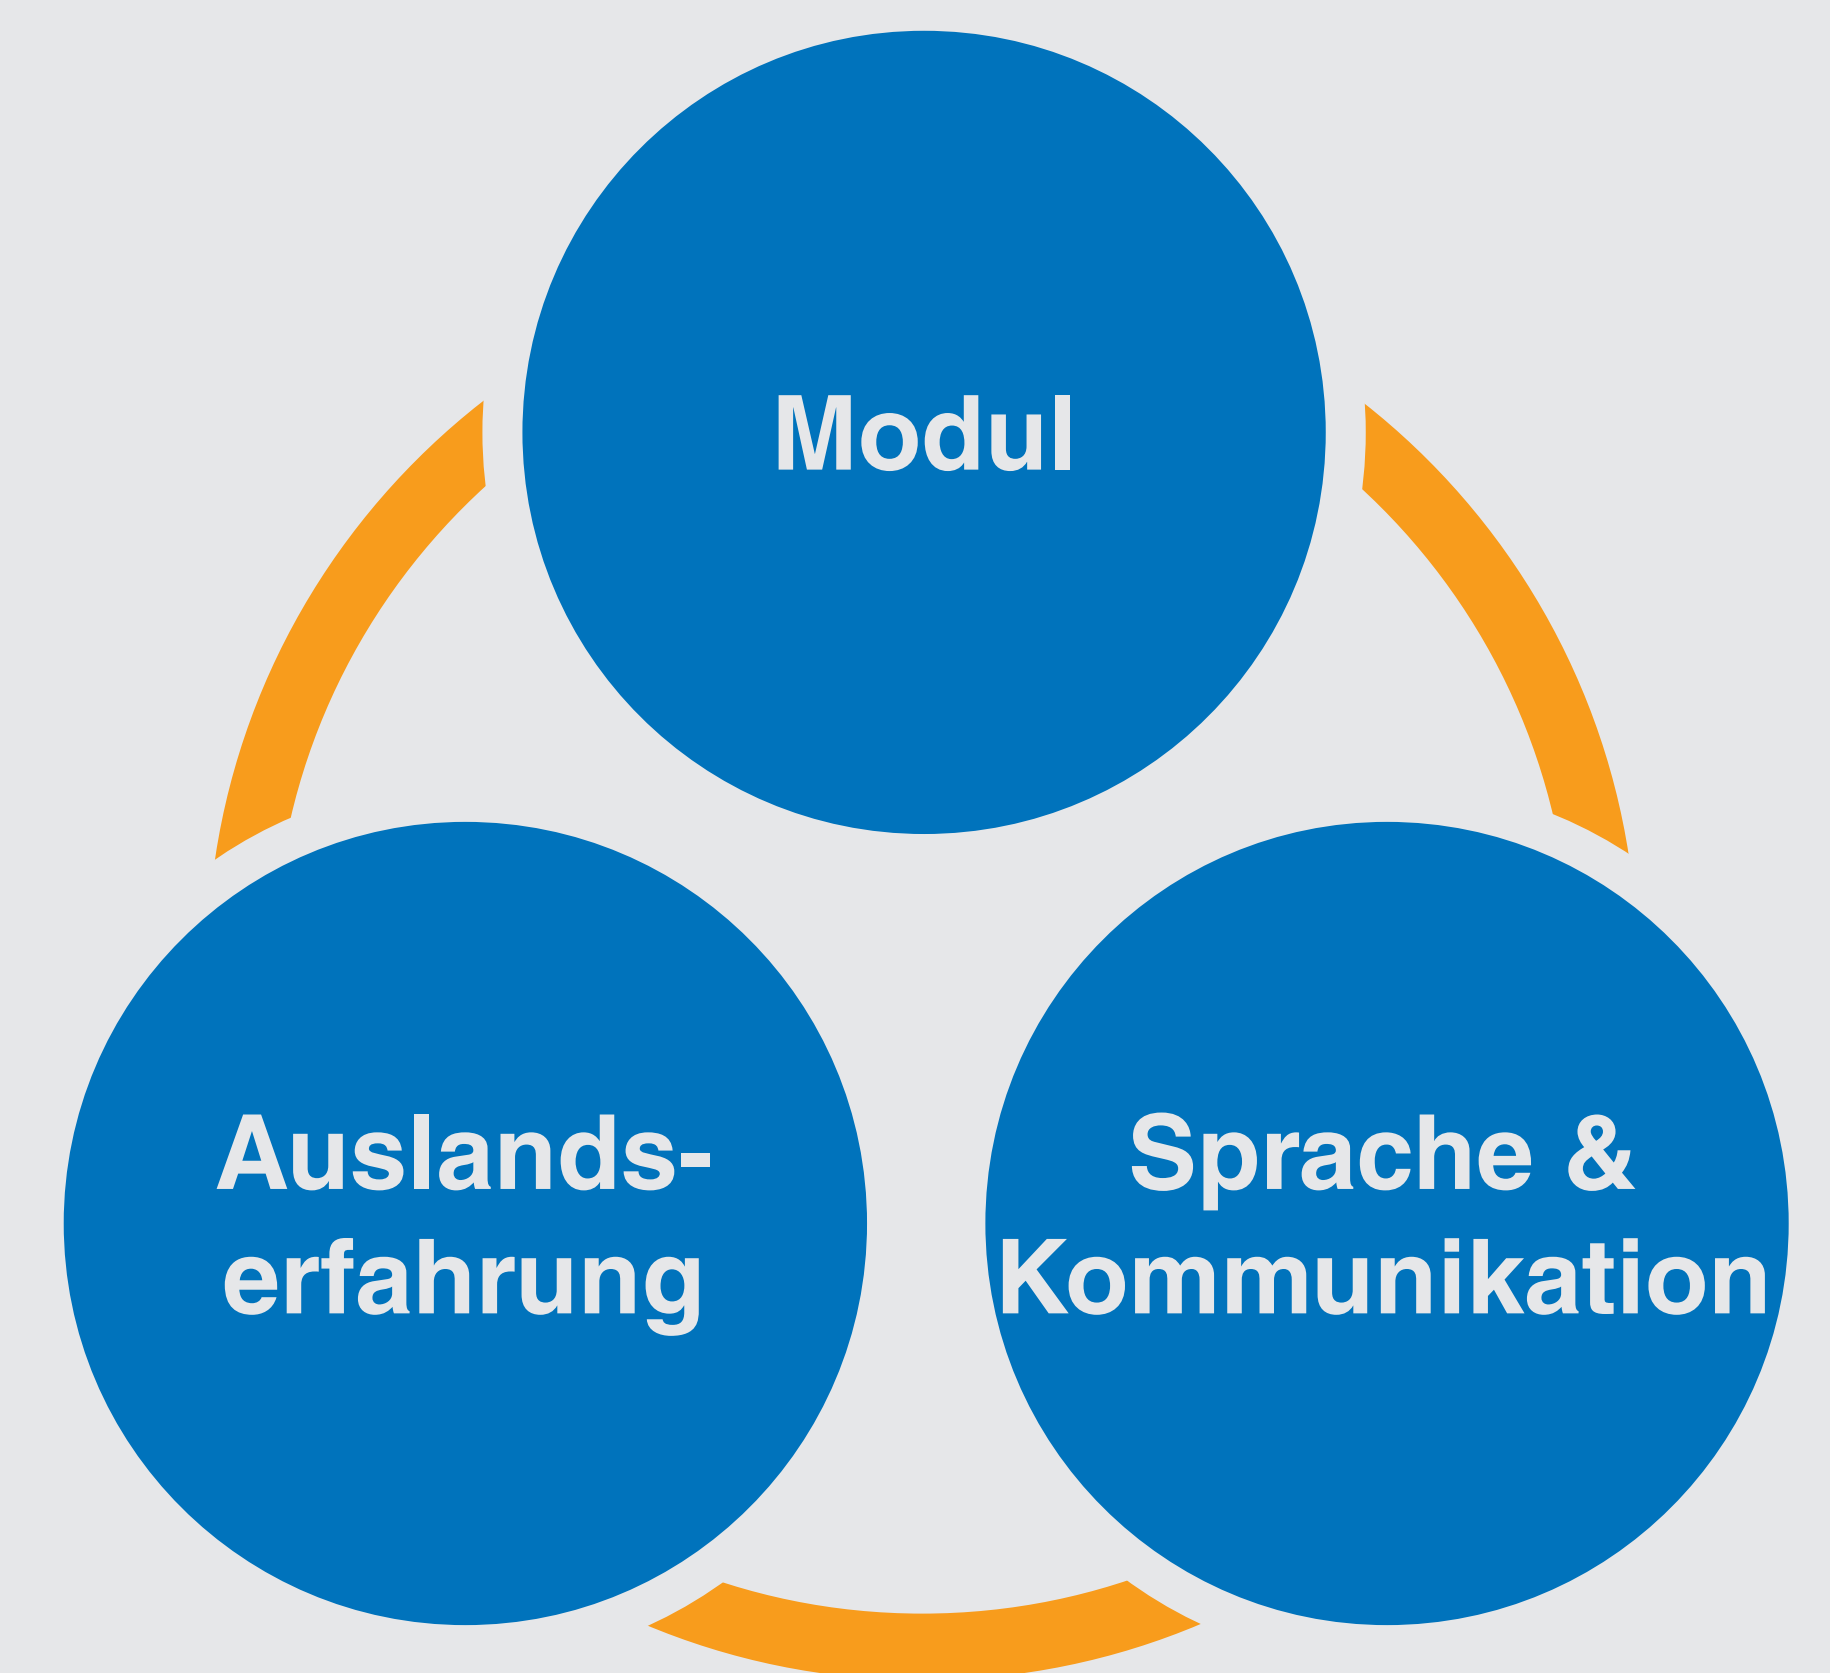 Modul
Auslands-
erfahrung
Sprache &
Kommunikation